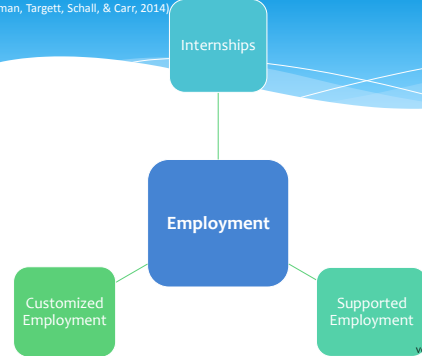 man, Targett, Schall, & Carr, 2014)
Internships
Employment
Customized
Employment
Supported
Employment